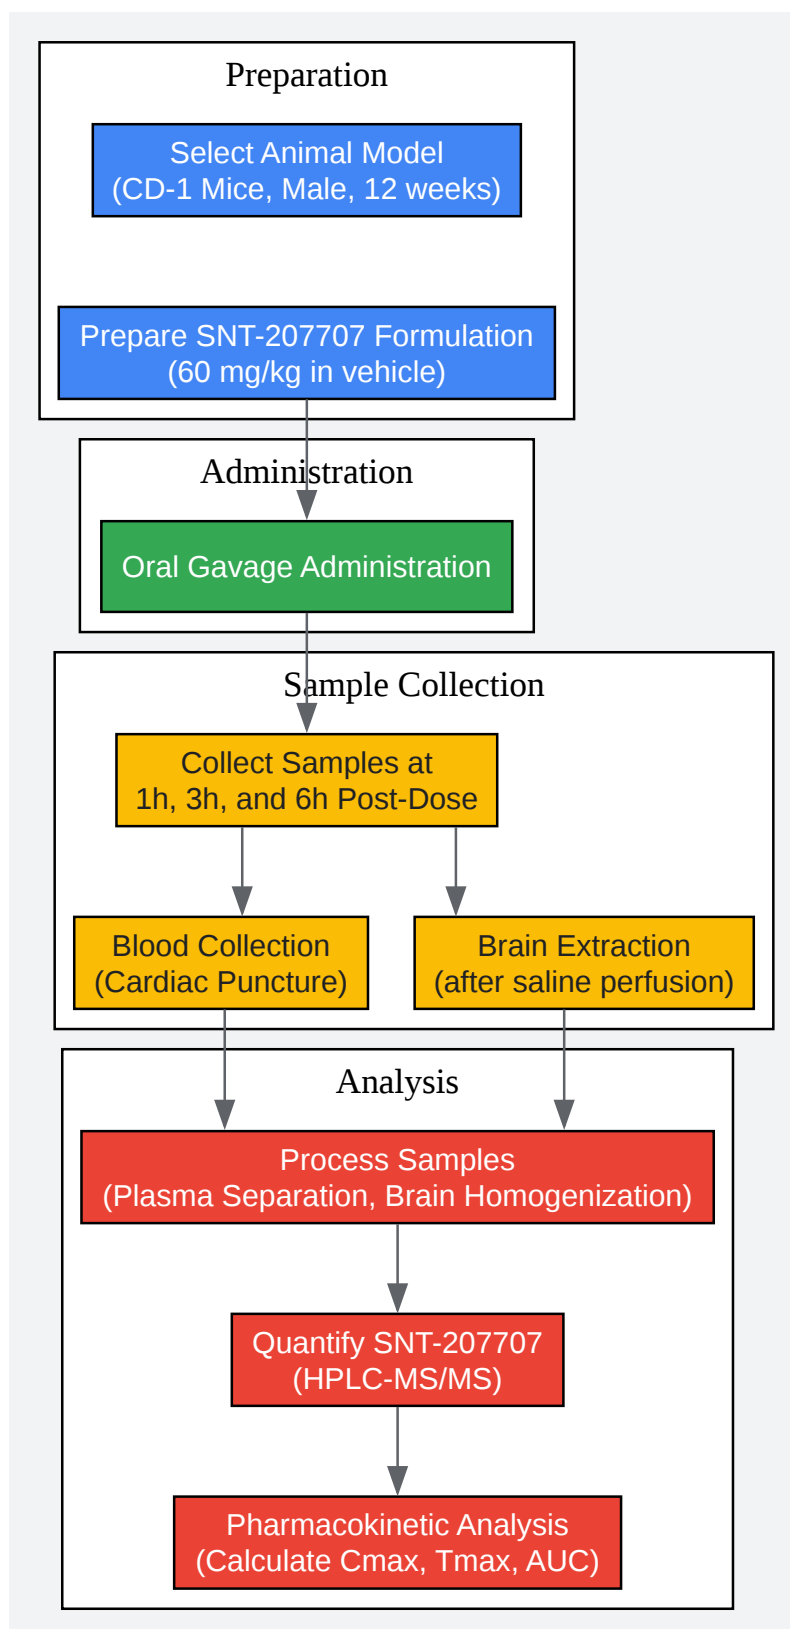 Preparation
Select Animal Model
(CD-1 Mice, Male, 12 weeks)
Prepare SNT-207707 Formulation
(60 mg/kg in vehicle)
Administration
Oral Gavage Administration
Sample Collection
Collect Samples at
1h, 3h, and 6h Post-Dose
Blood Collection
(Cardiac Puncture)
Brain Extraction
(after saline perfusion)
Analysis
Process Samples
(Plasma Separation, Brain Homogenization)
Quantify SNT-207707
(HPLC-MS/MS)
Pharmacokinetic Analysis
(Calculate Cmax, Tmax, AUC)